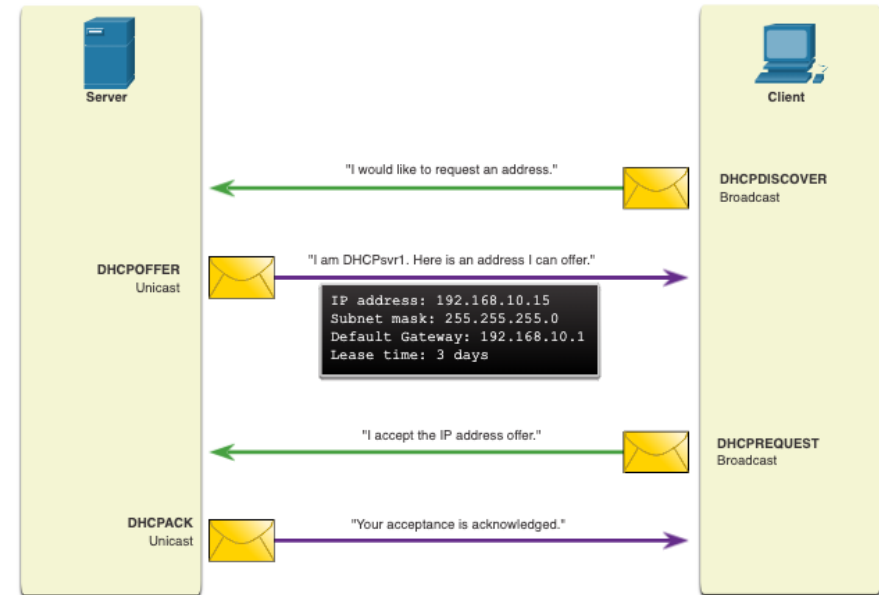 Server
Client
"I would like to request an address."
DHCPDISCOVER
Broadcast
"I am DHCPsvr1. Here is an address I can offer."
DHCPOFFER
Unicast
IP address: 192.168.10.15
Subnet mask: 255.255.255.0
Default Gateway: 192.168.10.1
Lease time: 3 days
"I accept the IP address offer."
DHCPREQUEST
Broadcast
DHCPACK
Unicast
"Your acceptance is acknowledged."